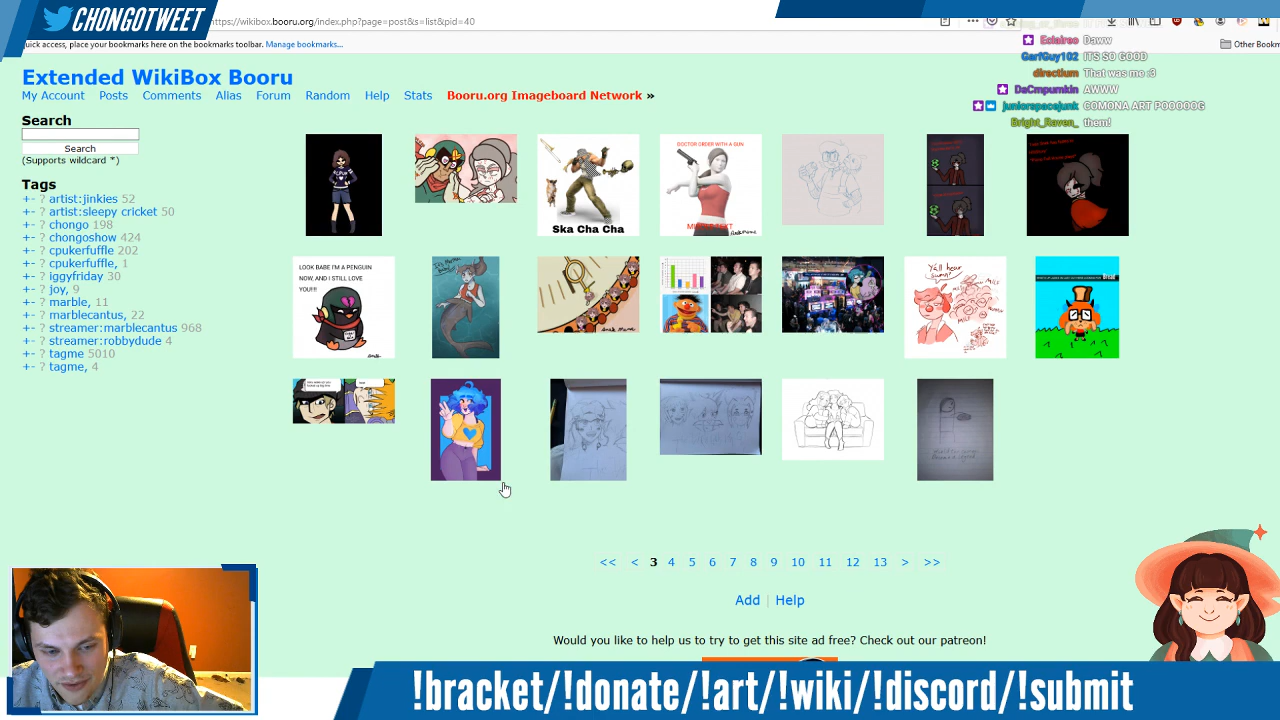 CHONGOTWEET
https://wikibox.booru.org/index.php?page=post&s=list&pid=40
quick access, place your bookmarks here on the bookmarks toolbar. Manage bookmarks...
Other Bookm
Eclaireo Daww
GarfGuy102 ITS SO GOOD
directium That was me :3
DaCmpumkin AWWW
juniorspacejunk COMONA ART POOOOOG
Bright_Raven_ them!
Extended WikiBox Booru
My Account Posts Comments Alias Forum Random Help Stats Booru.org Imageboard Network »
Search
Search
(Supports wildcard *)
Tags
+- ? artist:jinkies 52
+- ? artist:sleepy cricket 50
+- ? chongo 198
+- ? chongoshow 424
+- ? cpukerfuffle 202
+- ? cpukerfuffle, 1
+- ? iggyfriday 30
+- ? joy, 9
+- ? marble, 11
+- ? marblecantus, 22
+- ? streamer:marblecantus 968
+- ? streamer:robbydude 4
+- ? tagme 5010
+- ? tagme, 4
Ska Cha Cha
DOCTOR ORDER WITH A GUN
LOOK BABE I'M A PENGUIN
NOW, AND I STILL LOVE
YOU!!!
Y'all hear
sumn?
<< < 3 4 5 6 7 8 9 10 11 12 13 > >>
Add | Help
Would you like to help us to try to get this site ad free? Check out our patreon!
!bracket/!donate/!art/!wiki/!discord/!submit